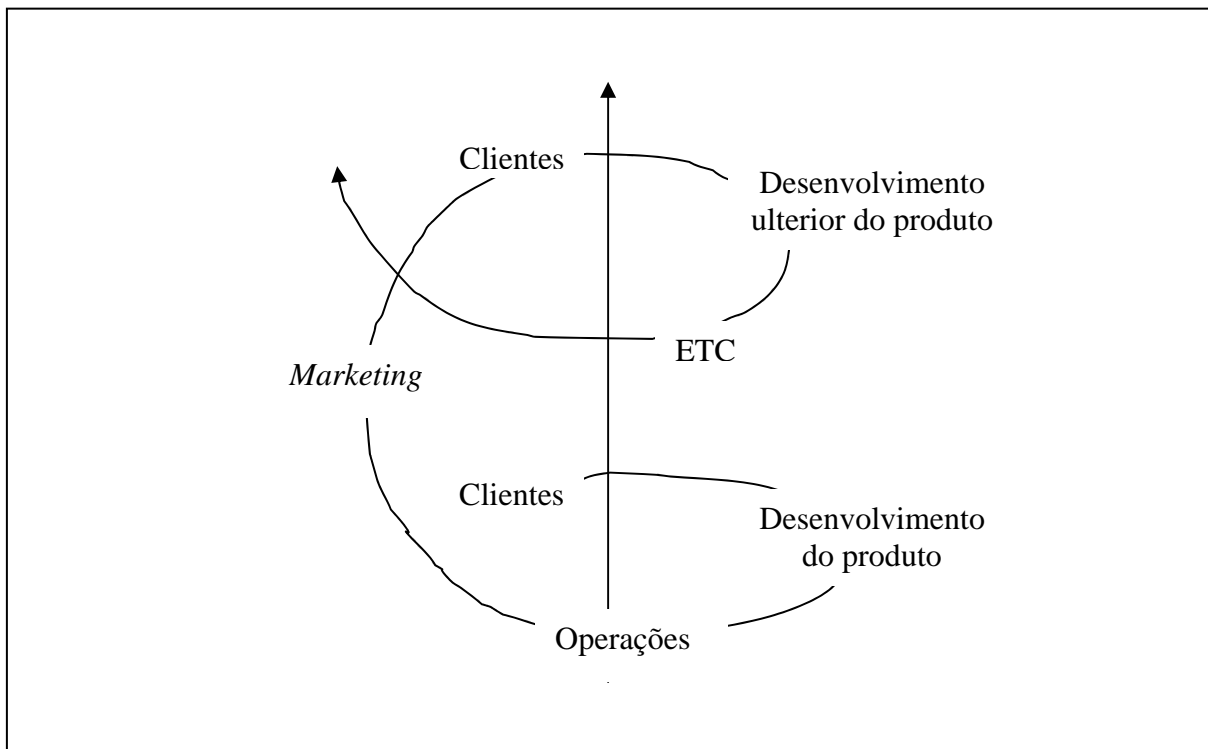 Clientes
Desenvolvimento
ulterior do produto
ETC
Marketing
Clientes
Desenvolvimento
do produto
Operações